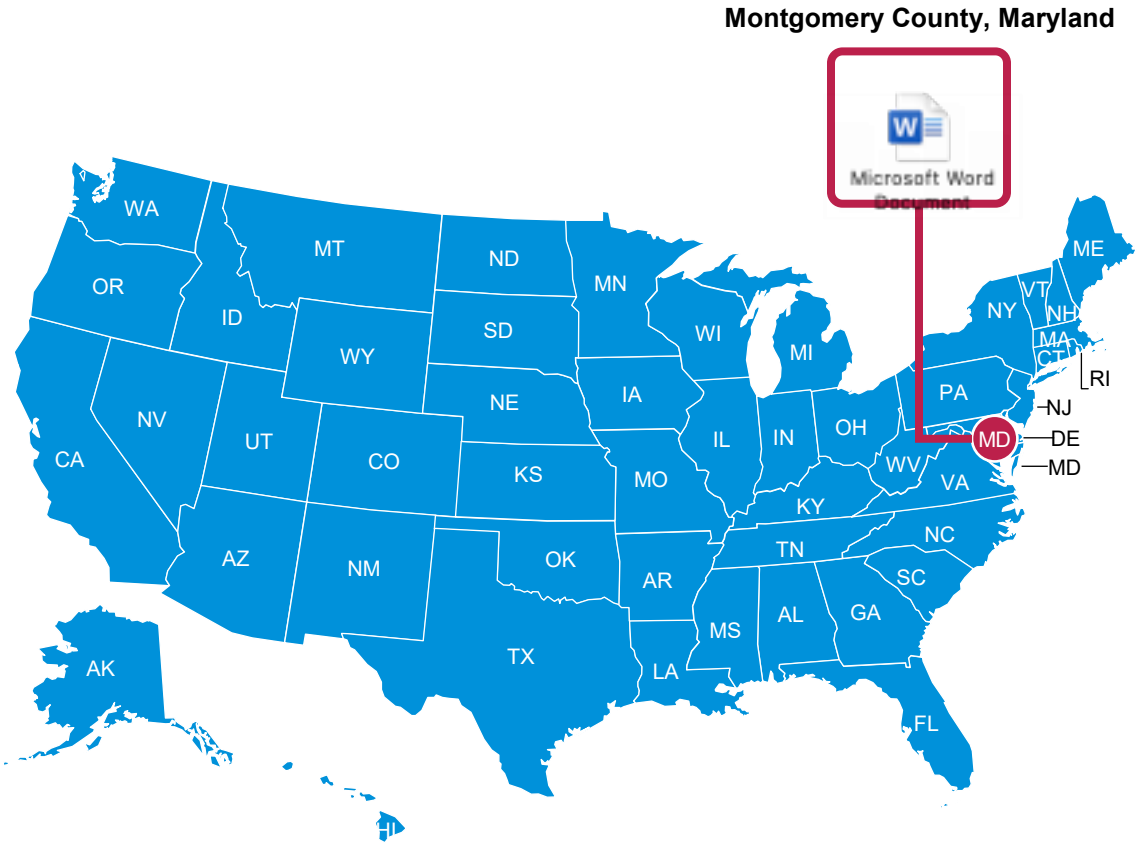 Montgomery County, Maryland
W
Microsoft Word
Document
WA
MT
ND
MN
ME
OR
ID
SD
WI
MI
NY
VT
NH
MA
CT
RI
WY
IA
NE
PA
NJ
NV
UT
CO
KS
MO
IL
IN
OH
MD
DE
MD
CA
WV
VA
KY
AZ
NM
OK
AR
TN
NC
SC
MS
AL
GA
TX
LA
AK
FL
HI